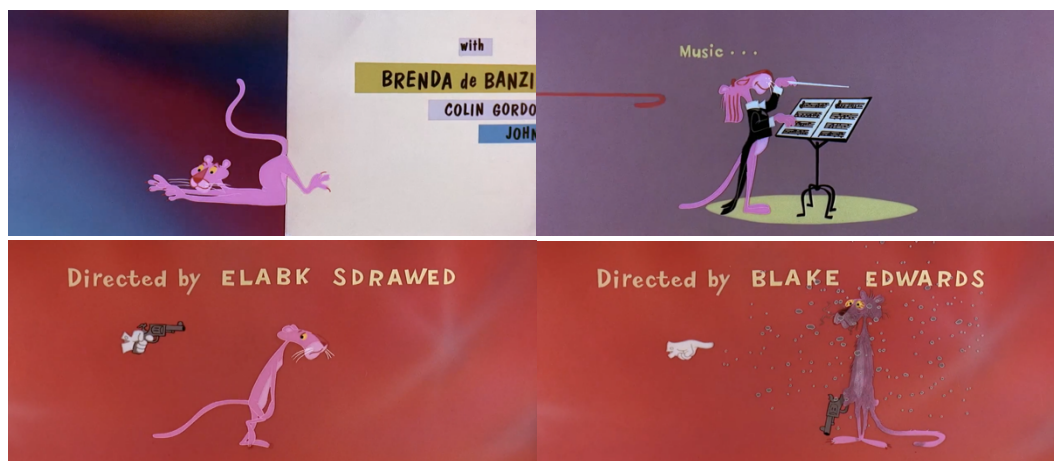 with
BRENDA de BANZI
COLIN GORDO
JOHN
Music...
Directed by ELABK SDRAWED
Directed by BLAKE EDWARDS